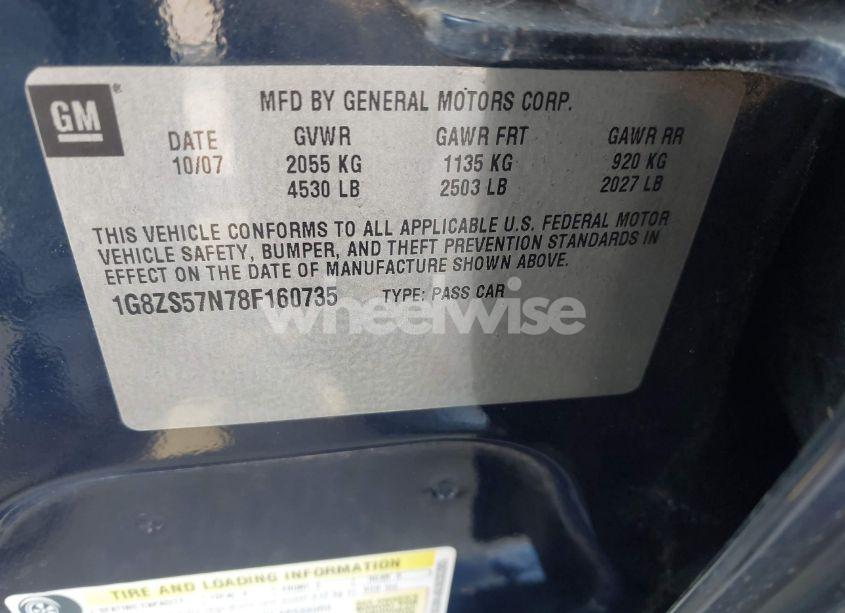 GM
MFD BY GENERAL MOTORS CORP.
DATE GVWR GAWR FRT GAWR RR
10/07 2055 KG 1135 KG 920 KG
4530 LB 2503 LB 2027 LB
THIS VEHICLE CONFORMS TO ALL APPLICABLE U.S. FEDERAL MOTOR
VEHICLE SAFETY, BUMPER, AND THEFT PREVENTION STANDARDS IN
EFFECT ON THE DATE OF MANUFACTURE SHOWN ABOVE.
1G8ZS57N78F160735 TYPE: PASS CAR
wheelwise
TIRE AND LOADING INFORMATION
SEATING CAPACITY